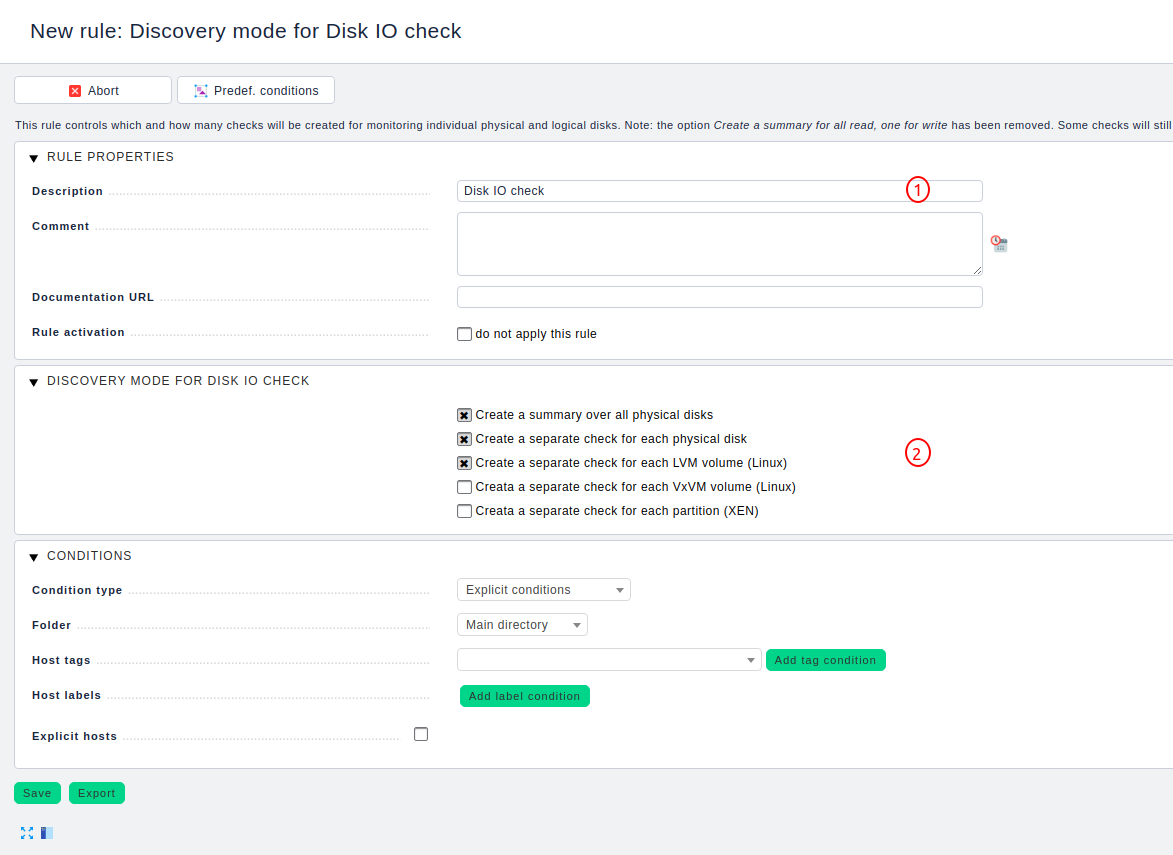 New rule: Discovery mode for Disk IO check
Abort
Predef. conditions
This rule controls which and how many checks will be created for monitoring individual physical and logical disks. Note: the option Create a summary for all read, one for write has been removed. Some checks will still
RULE PROPERTIES
Description
Disk IO check
1
Comment
Documentation URL
Rule activation
do not apply this rule
DISCOVERY MODE FOR DISK IO CHECK
Create a summary over all physical disks
Create a separate check for each physical disk
Create a separate check for each LVM volume (Linux)
2
Creata a separate check for each VxVM volume (Linux)
Creata a separate check for each partition (XEN)
CONDITIONS
Condition type
Explicit conditions
Folder
Main directory
Host tags
Add tag condition
Host labels
Add label condition
Explicit hosts
Save
Export